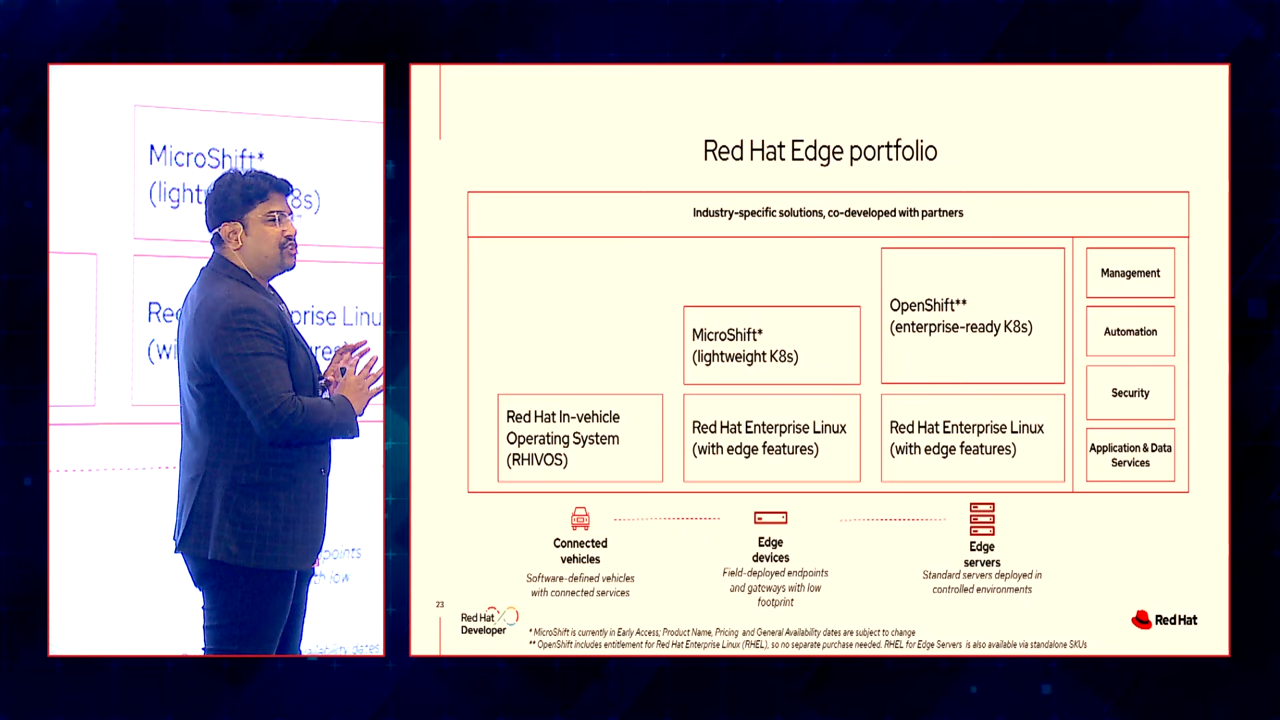 MicroShift*
8s)
Red
prise Linu
(wi
Red Hat Edge portfolio
Industry-specific solutions, co-developed with partners
MicroShift*
(lightweight K8s)
OpenShift**
(enterprise-ready K8s)
Red Hat In-vehicle
Operating System
(RHIVOS)
Red Hat Enterprise Linux
(with edge features)
Red Hat Enterprise Linux
(with edge features)
Management
Automation
Security
Application & Data
Services
Connected
vehicles
Software-defined vehicles
with connected services
Edge
devices
Field-deployed endpoints
and gateways with low
footprint
Edge
servers
Standard servers deployed in
controlled environments
23
Red Hat
Developer
* MicroShift is currently in Early Access; Product Name, Pricing and General Availability dates are subject to change
** OpenShift includes entitlement for Red Hat Enterprise Linux (RHEL), so no separate purchase needed. RHEL for Edge Servers is also available via standalone SKUs
Red Hat